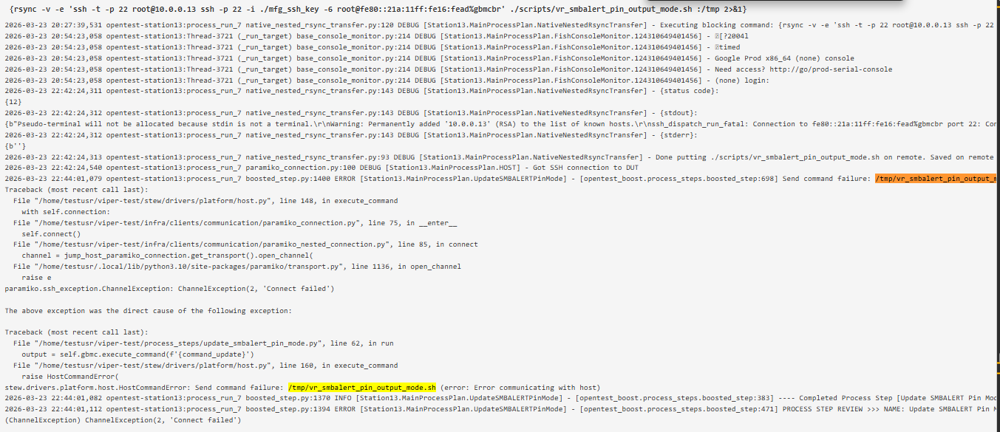 {rsync -v -e 'ssh -t -p 22 root@10.0.0.13 ssh -p 22 -i ./mfg_ssh_key -6 root@fe80::21a:11ff:fe16:fead%gbmcbr' ./scripts/vr_smbalert_pin_output_mode.sh :/tmp 2>&1}
2026-03-23 20:27:39,531 opentest-station13:process_run_7 native_nested_rsync_transfer.py:120 DEBUG [Station13.MainProcessPlan.NativeNestedRsyncTransfer] - Executing blocking command: {rsync -v -e 'ssh -t -p 22 root@10.0.0.13 ssh -p 22
2026-03-23 20:54:23,058 opentest-station13:Thread-3721 (_run_target) base_console_monitor.py:214 DEBUG [Station13.MainProcessPlan.FishConsoleMonitor.124310649401456] - [?2004l
2026-03-23 20:54:23,058 opentest-station13:Thread-3721 (_run_target) base_console_monitor.py:214 DEBUG [Station13.MainProcessPlan.FishConsoleMonitor.124310649401456] - timed
2026-03-23 20:54:23,058 opentest-station13:Thread-3721 (_run_target) base_console_monitor.py:214 DEBUG [Station13.MainProcessPlan.FishConsoleMonitor.124310649401456] - Google Prod x86_64 (none) console
2026-03-23 20:54:23,058 opentest-station13:Thread-3721 (_run_target) base_console_monitor.py:214 DEBUG [Station13.MainProcessPlan.FishConsoleMonitor.124310649401456] - Need access? http://go/prod-serial-console
2026-03-23 20:54:23,058 opentest-station13:Thread-3721 (_run_target) base_console_monitor.py:214 DEBUG [Station13.MainProcessPlan.FishConsoleMonitor.124310649401456] - (none) login:
2026-03-23 22:42:24,311 opentest-station13:process_run_7 native_nested_rsync_transfer.py:143 DEBUG [Station13.MainProcessPlan.NativeNestedRsyncTransfer] - {status code}:
{12}
2026-03-23 22:42:24,312 opentest-station13:process_run_7 native_nested_rsync_transfer.py:143 DEBUG [Station13.MainProcessPlan.NativeNestedRsyncTransfer] - {stdout}:
{b"Pseudo-terminal will not be allocated because stdin is not a terminal.\r\nWarning: Permanently added '10.0.0.13' (RSA) to the list of known hosts.\r\nssh_dispatch_run_fatal: Connection to fe80::21a:11ff:fe16:fead%gbmcbr port 22: Con
2026-03-23 22:42:24,312 opentest-station13:process_run_7 native_nested_rsync_transfer.py:143 DEBUG [Station13.MainProcessPlan.NativeNestedRsyncTransfer] - {stderr}:
{b''}
2026-03-23 22:42:24,313 opentest-station13:process_run_7 native_nested_rsync_transfer.py:93 DEBUG [Station13.MainProcessPlan.NativeNestedRsyncTransfer] - Done putting ./scripts/vr_smbalert_pin_output_mode.sh on remote. Saved on remote
2026-03-23 22:42:24,540 opentest-station13:process_run_7 paramiko_connection.py:100 DEBUG [Station13.MainProcessPlan.HOST] - Got SSH connection to DUT
2026-03-23 22:44:01,079 opentest-station13:process_run_7 boosted_step.py:1400 ERROR [Station13.MainProcessPlan.UpdateSMBALERTPinMode] - [opentest_boost.process_steps.boosted_step:698] Send command failure: /tmp/vr_smbalert_pin_output_m
Traceback (most recent call last):
File "/home/testusr/viper-test/stew/drivers/platform/host.py", line 148, in execute_command
with self.connection:
File "/home/testusr/viper-test/infra/clients/communication/paramiko_connection.py", line 75, in __enter__
self.connect()
File "/home/testusr/viper-test/infra/clients/communication/paramiko_nested_connection.py", line 85, in connect
channel = jump_host_paramiko_connection.get_transport().open_channel(
File "/home/testusr/.local/lib/python3.10/site-packages/paramiko/transport.py", line 1136, in open_channel
raise e
paramiko.ssh_exception.ChannelException: ChannelException(2, 'Connect failed')
The above exception was the direct cause of the following exception:
Traceback (most recent call last):
File "/home/testusr/viper-test/process_steps/update_smbalert_pin_mode.py", line 62, in run
output = self.gbmc.execute_command(f'{command_update}')
File "/home/testusr/viper-test/stew/drivers/platform/host.py", line 160, in execute_command
raise HostCommandError(
stew.drivers.platform.host.HostCommandError: Send command failure: /tmp/vr_smbalert_pin_output_mode.sh (error: Error communicating with host)
2026-03-23 22:44:01,082 opentest-station13:process_run_7 boosted_step.py:1370 INFO [Station13.MainProcessPlan.UpdateSMBALERTPinMode] - [opentest_boost.process_steps.boosted_step:383] ---- Completed Process Step [Update SMBALERT Pin Mod
2026-03-23 22:44:01,112 opentest-station13:process_run_7 boosted_step.py:1394 ERROR [Station13.MainProcessPlan.UpdateSMBALERTPinMode] - [opentest_boost.process_steps.boosted_step:471] PROCESS STEP REVIEW >>> NAME: Update SMBALERT Pin M
(ChannelException) ChannelException(2, 'Connect failed')